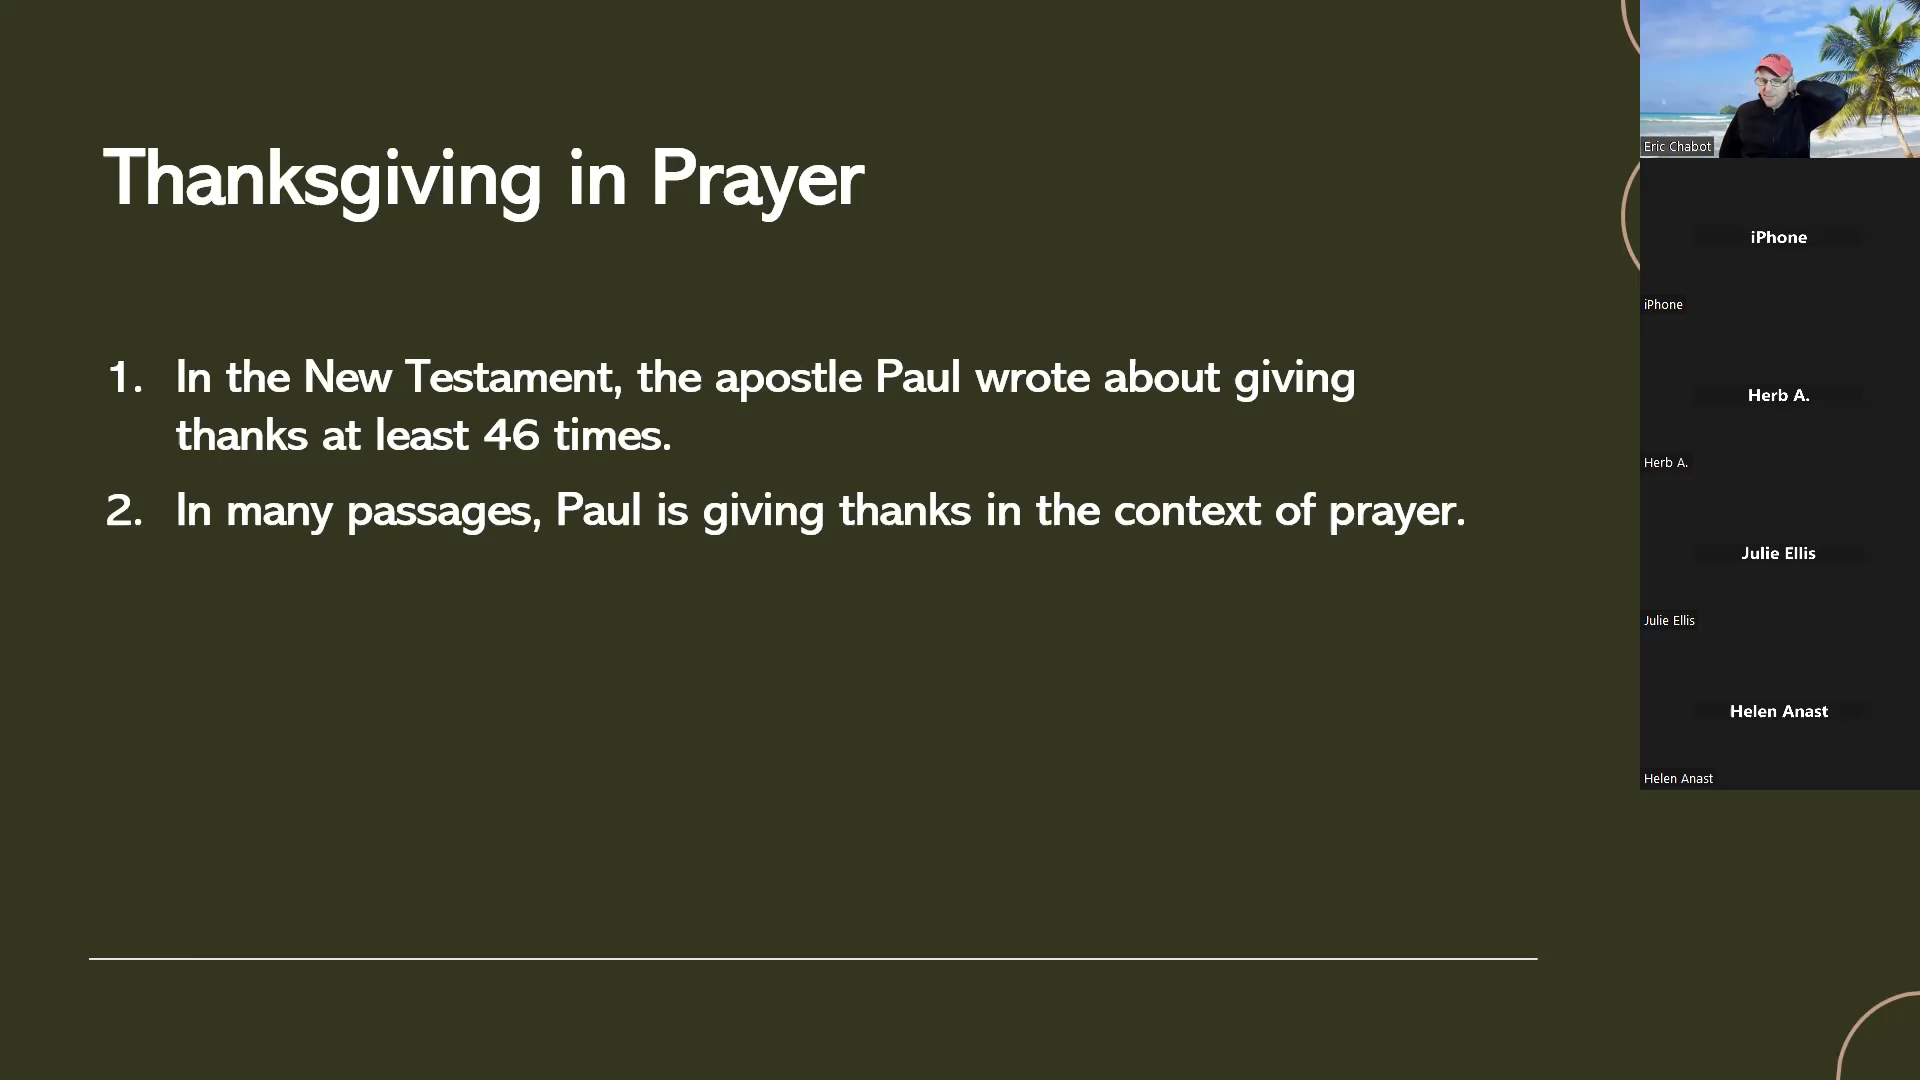 Thanksgiving in Prayer
1. In the New Testament, the apostle Paul wrote about giving
thanks at least 46 times.
2. In many passages, Paul is giving thanks in the context of prayer.
Eric Chabot
iPhone
iPhone
Herb A.
Herb A.
Julie Ellis
Julie Ellis
Helen Anast
Helen Anast